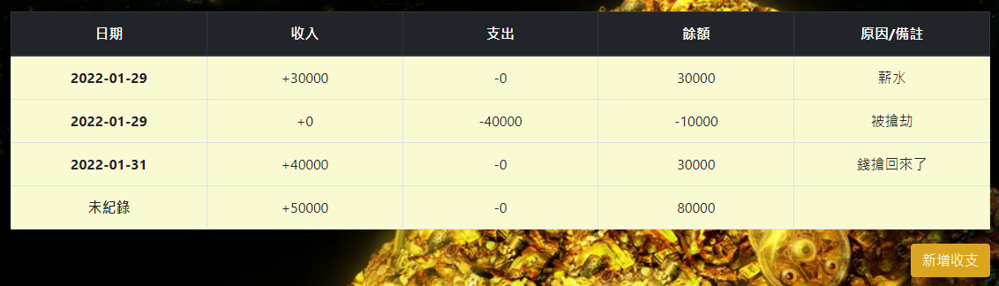 日期 收入 支出 餘額 原因/備註
2022-01-29 +30000 -0 30000 薪水
2022-01-29 +0 -40000 -10000 被搶劫
2022-01-31 +40000 -0 30000 錢搶回來了
未紀錄 +50000 -0 80000
新增收支